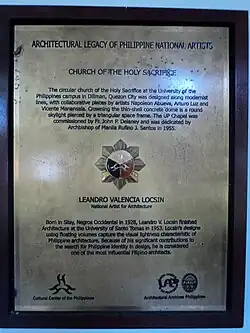 ARCHITECTURAL LEGACY OF PHILIPPINE NATIONAL ARTISTS
CHURCH OF THE HOLY SACRIFICE
The circular church of the Holy Sacrifice at the University of the
Philippines campus in Diliman, Quezon City was designed along modernist
lines, with collaborative pieces by artists Napoleon Abueva, Arturo Luz and
Vicente Manansala. Crowning the thin-shell concrete dome is a round
skylight pierced by a triangular space frame. The UP Chapel was
commissioned by Fr. John P. Delaney and was dedicated by
Archbishop of Manila Rufino J. Santos in 1955.
LEANDRO VALENCIA LOCSIN
National Artist for Architecture
Born in Silay, Negros Occidental in 1928, Leandro V. Locsin finished
Architecture at the University of Santo Tomas in 1953. Locsin's designs
using floating volumes capture the visual lightness characteristic of
Philippine architecture. Because of his significant contributions to
the search for Philippine identity in design, he is considered
one of the most influential Filipino architects.
Cultural Center of the Philippines
Architectural Archives Philippines